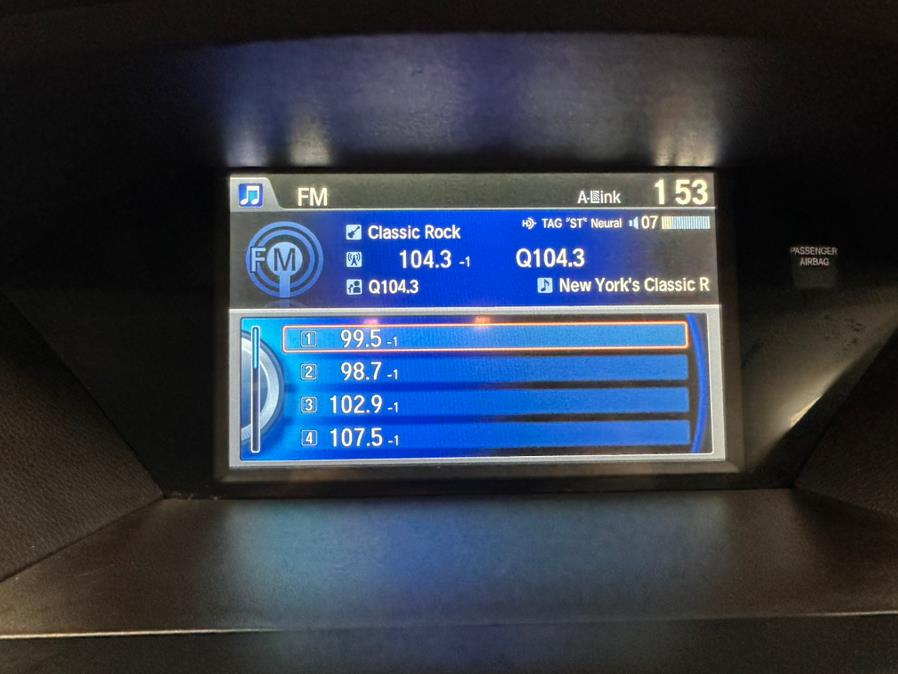 FM
A-Link
1 53
TAG "ST" Neural 07
Classic Rock
FM
104.3 -1
Q104.3
Q104.3
New York's Classic R
1 99.5 -1
2 98.7 -1
3 102.9 -1
4 107.5 -1
PASSENGER
AIRBAG